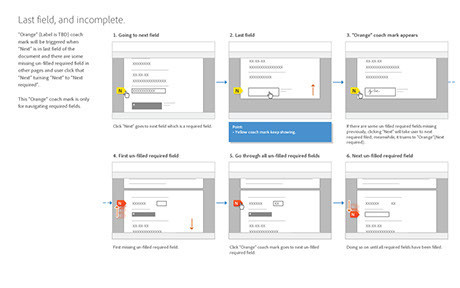 Last field, and incomplete.
"Orange" [Label is TBD] coach
mark will be triggered when
"Next" is in last field of the
document and there are some
missing un-filled required field in
other pages and user click that
"Next" turning "Next" to "Next
required".
This "Orange" coach mark is only
for navigating required fields.
1. Going to next field
2. Last field
3. "Orange" coach mark appears
XX-XX-XX
XXXXXX
N
N
N
Click "Next" goes to next field which is a required field.
Point:
- Yellow coach mark keep showing.
If there are some un-filled required fields missing
previously, clicking "Next" will take user to next required
filed, meanwhile, it trasins to "Orange"[Next
required].
4. First un-filled required field
5. Go through all un-filled required fields
6. Next un-filled required field
N
N
N
First missing un-filled required field.
Click "Orange" coach mark goes to next un-filled
required field.
Doing so on until all required fields have been filled.